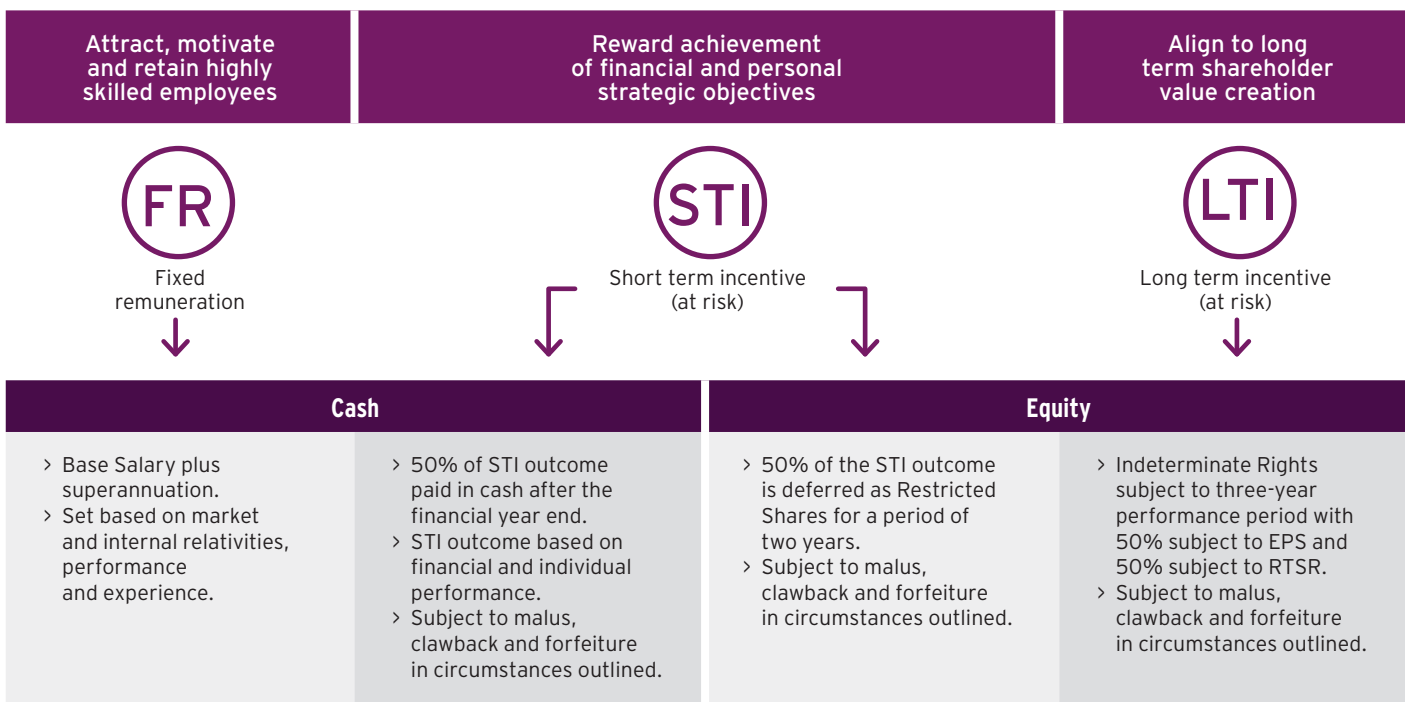 Attract, motivate
and retain highly
skilled employees
Reward achievement
of financial and personal
strategic objectives
Align to long
term shareholder
value creation
FR
Fixed
remuneration
STI
Short term incentive
(at risk)
LTI
Long term incentive
(at risk)
Cash
Equity
> Base Salary plus
superannuation.
> Set based on market
and internal relativities,
performance
and experience.
> 50% of STI outcome
paid in cash after the
financial year end.
> STI outcome based on
financial and individual
performance.
> Subject to malus,
clawback and forfeiture
in circumstances outlined.
> 50% of the STI outcome
is deferred as Restricted
Shares for a period of
two years.
> Subject to malus,
clawback and forfeiture
in circumstances outlined.
> Indeterminate Rights
subject to three-year
performance period with
50% subject to EPS and
50% subject to RTSR.
> Subject to malus,
clawback and forfeiture
in circumstances outlined.